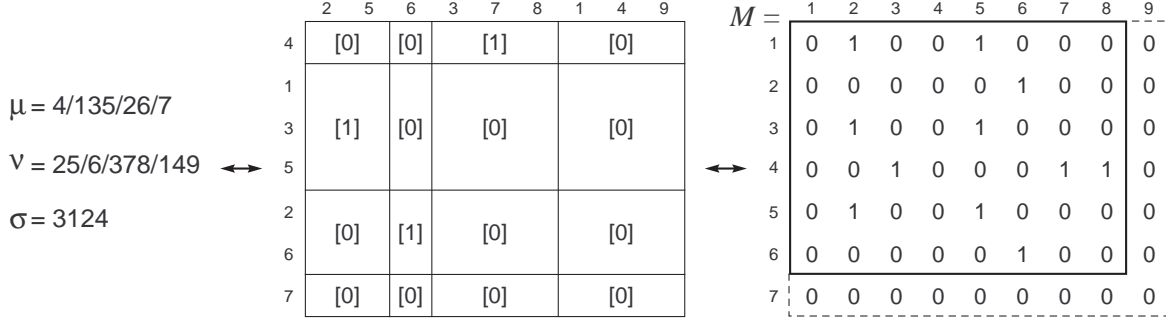 μ = 4/135/26/7
ν = 25/6/378/149
σ = 3124
2 5 6 3 7 8 1 4 9
4 [0] [0] [1] [0]
1
3 [1] [0] [0] [0]
5
2 [0] [1] [0] [0]
6
7 [0] [0] [0] [0]
M =
1 2 3 4 5 6 7 8 9
1 0 1 0 0 1 0 0 0 0
2 0 0 0 0 0 1 0 0 0
3 0 1 0 0 1 0 0 0 0
4 0 0 1 0 0 0 1 1 0
5 0 1 0 0 1 0 0 0 0
6 0 0 0 0 0 1 0 0 0
7 0 0 0 0 0 0 0 0 0